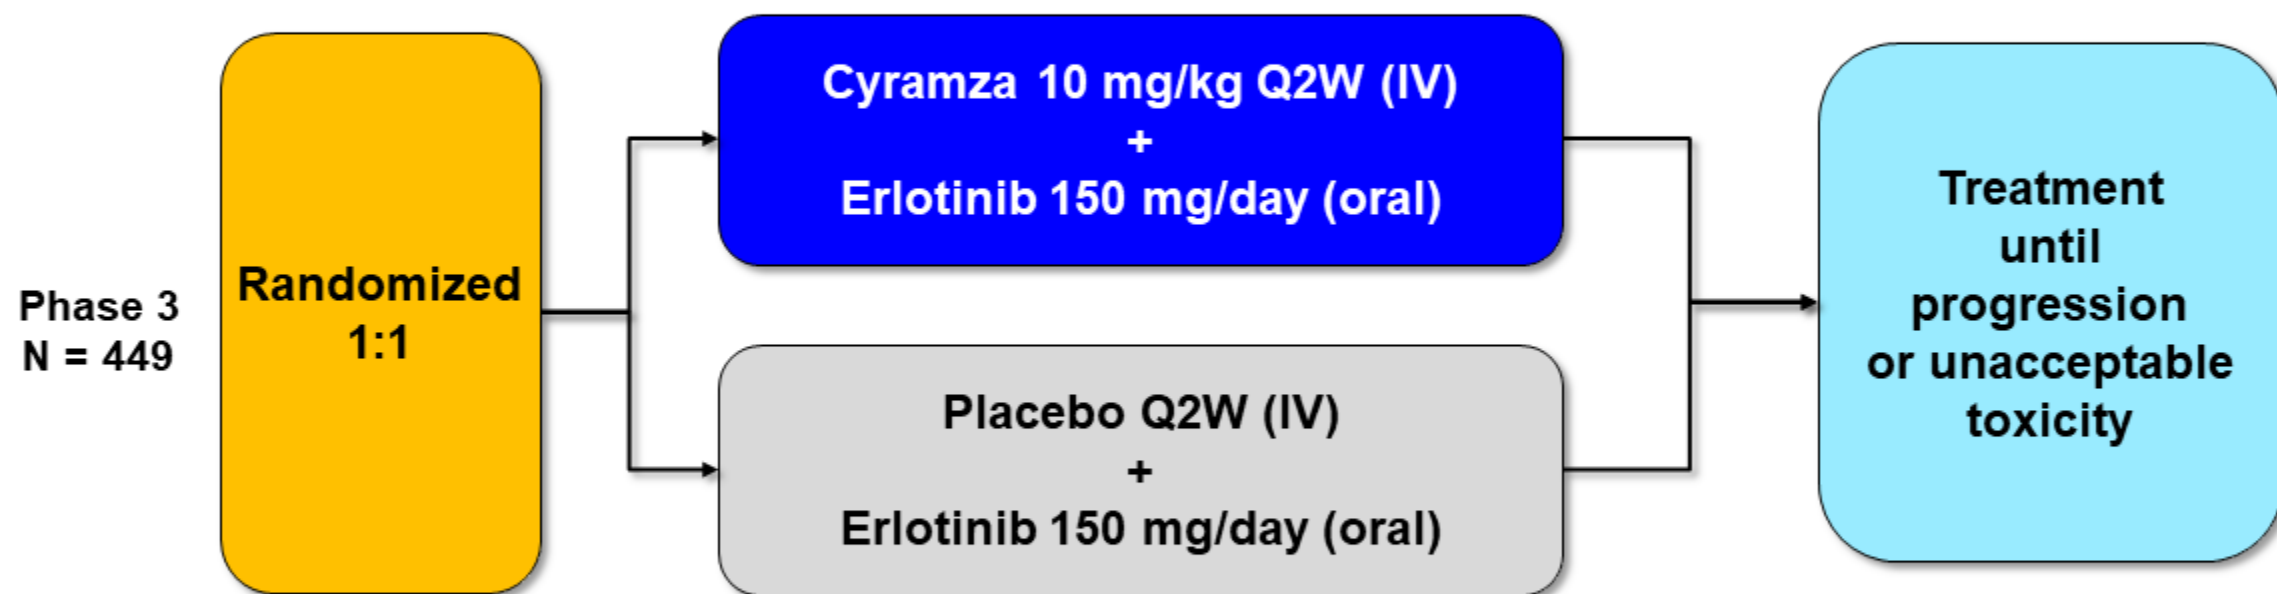 Phase 3
N = 449
Randomized
1:1
Cyramza 10 mg/kg Q2W (IV)
+
Erlotinib 150 mg/day (oral)
Placebo Q2W (IV)
+
Erlotinib 150 mg/day (oral)
Treatment
until
progression
or unacceptable
toxicity